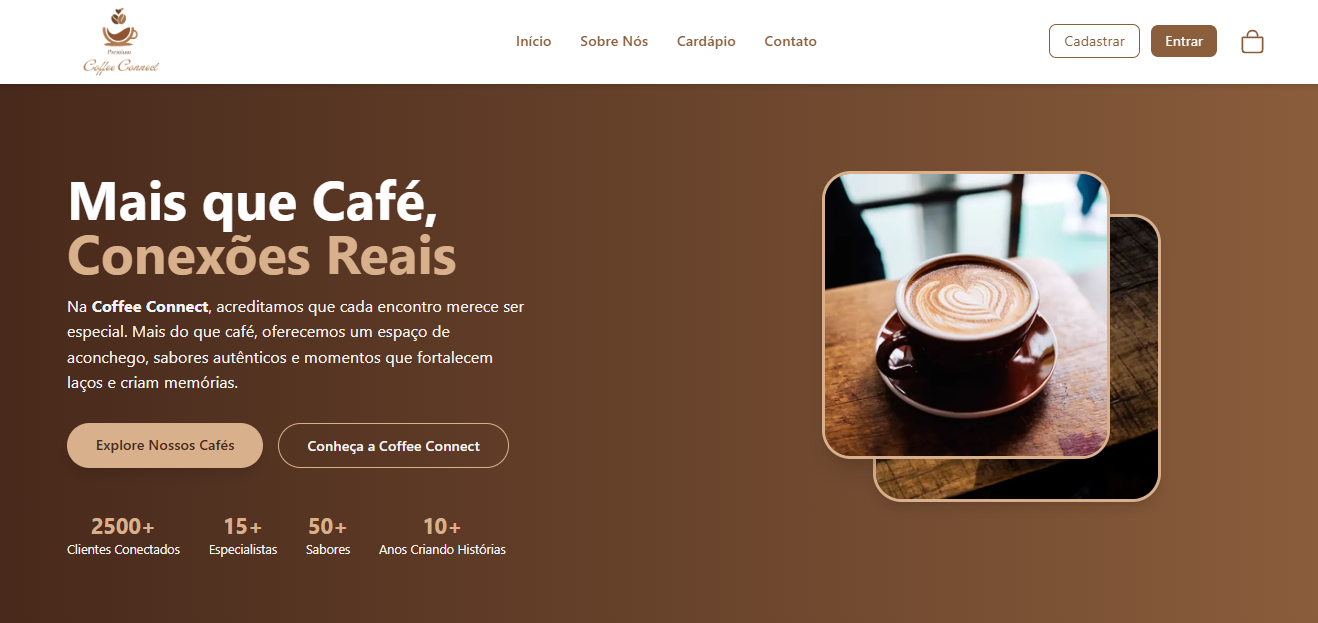 Premium
Coffee Connect
Início
Sobre Nós
Cardápio
Contato
Cadastrar
Entrar
Mais que Café,
Conexões Reais
Na Coffee Connect, acreditamos que cada encontro merece ser
especial. Mais do que café, oferecemos um espaço de
aconchego, sabores autênticos e momentos que fortalecem
laços e criam memórias.
Explore Nossos Cafés
Conheça a Coffee Connect
2500+
Clientes Conectados
15+
Especialistas
50+
Sabores
10+
Anos Criando Histórias